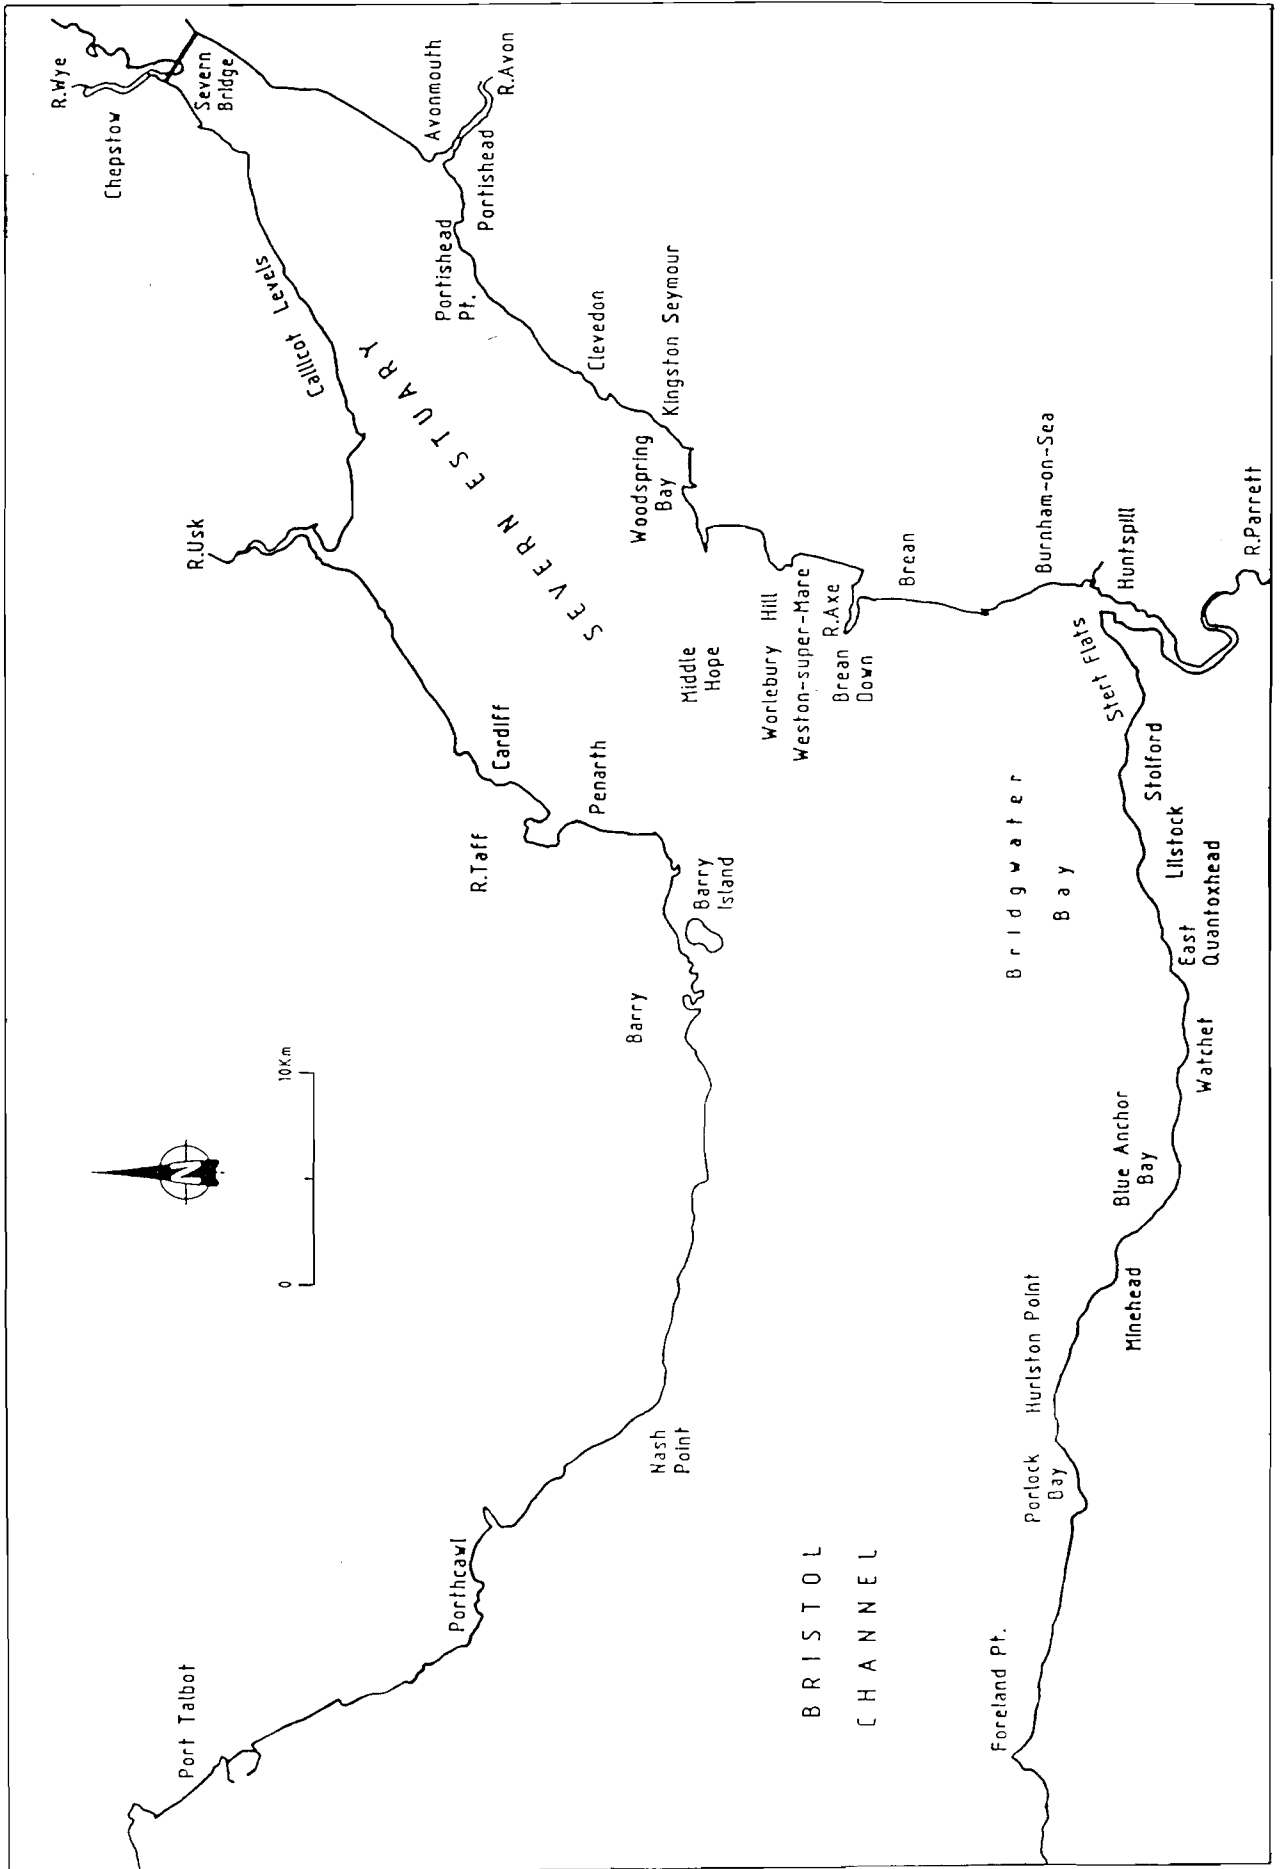 R.Wye
Chepstow
Severn
Bridge
Avonmouth
R.Avon
Portishead
Portishead
Pt.
Callicot Levels
SEVERN ESTUARY
Clevedon
Kingston Seymour
Woodspring
Bay
R.Usk
Middle
Hope
Worlebury Hill
Weston-super-Mare
R.Axe
Brean
Down
Brean
Burnham-on-Sea
Huntspill
R.Parrett
Stert Flats
Stolford
Lilstock
East
Quantoxhead
Bridgwater
Bay
Cardiff
R.Taff
Penarth
Barry
Island
Barry
Watchet
Blue Anchor
Bay
Minehead
Hurlston Point
Porlock
Bay
Foreland Pt.
BRISTOL
CHANNEL
Nash
Point
Porthcawl
Port Talbot
N
0
10Km